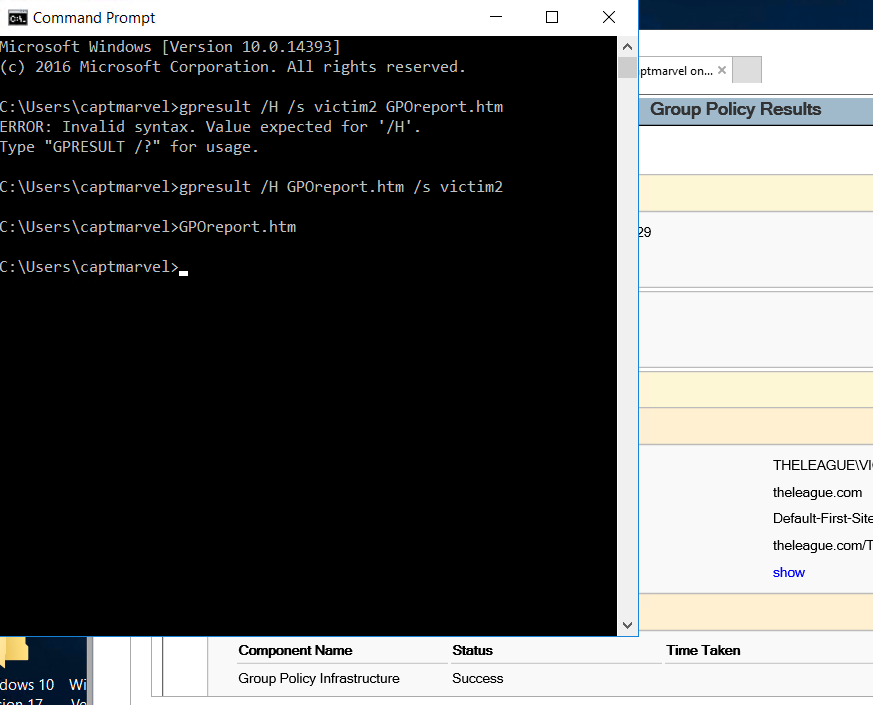 Command Prompt
Microsoft Windows [Version 10.0.14393]
(c) 2016 Microsoft Corporation. All rights reserved.
C:\Users\captmarvel>gpresult /H /s victim2 GPOreport.htm
ERROR: Invalid syntax. Value expected for '/H'.
Type "GPRESULT /?" for usage.
C:\Users\captmarvel>gpresult /H GPOreport.htm /s victim2
C:\Users\captmarvel>GPOreport.htm
C:\Users\captmarvel>
ptmarvel on...
Group Policy Results
29
THELEAGUE\VI
theleague.com
Default-First-Site
theleague.com/T
show
Component Name Status Time Taken
Group Policy Infrastructure Success
dows 10 Wi
ion 17 Ve